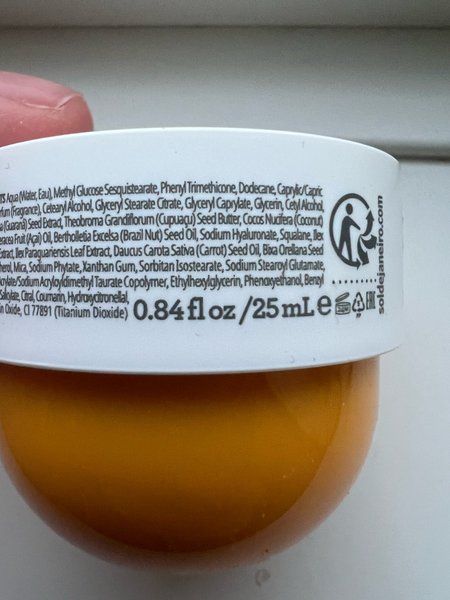 Aqua (Water, Eau), Methyl Glucose Sesquistearate, Phenyl Trimethicone, Dodecane, Caprylic/Capric
(Fragrance), Cetearyl Alcohol, Glyceryl Stearate Citrate, Glyceryl Caprylate, Glycerin, Cetyl Alcohol,
(Guarana) Seed Extract, Theobroma Grandiflorum (Cupuaçu) Seed Butter, Cocos Nucifera (Coconut)
Fruit (Açai) Oil, Bertholletia Excelsa (Brazil Nut) Seed Oil, Sodium Hyaluronate, Squalane, Ilex
Extract, Ilex Paraguariensis Leaf Extract, Daucus Carota Sativa (Carrot) Seed Oil, Bixa Orellana Seed
Mica, Sodium Phytate, Xanthan Gum, Sorbitan Isostearate, Sodium Stearoyl Glutamate,
Acryloyldimethyl Taurate Copolymer, Ethylhexylglycerin, Phenoxyethanol, Benzyl
Salicylate, Citral, Coumarin, Hydroxycitronellal,
Oxide, CI 77891 (Titanium Dioxide) 0.84 fl oz / 25 mL e
soldejaneiro.com
EAC